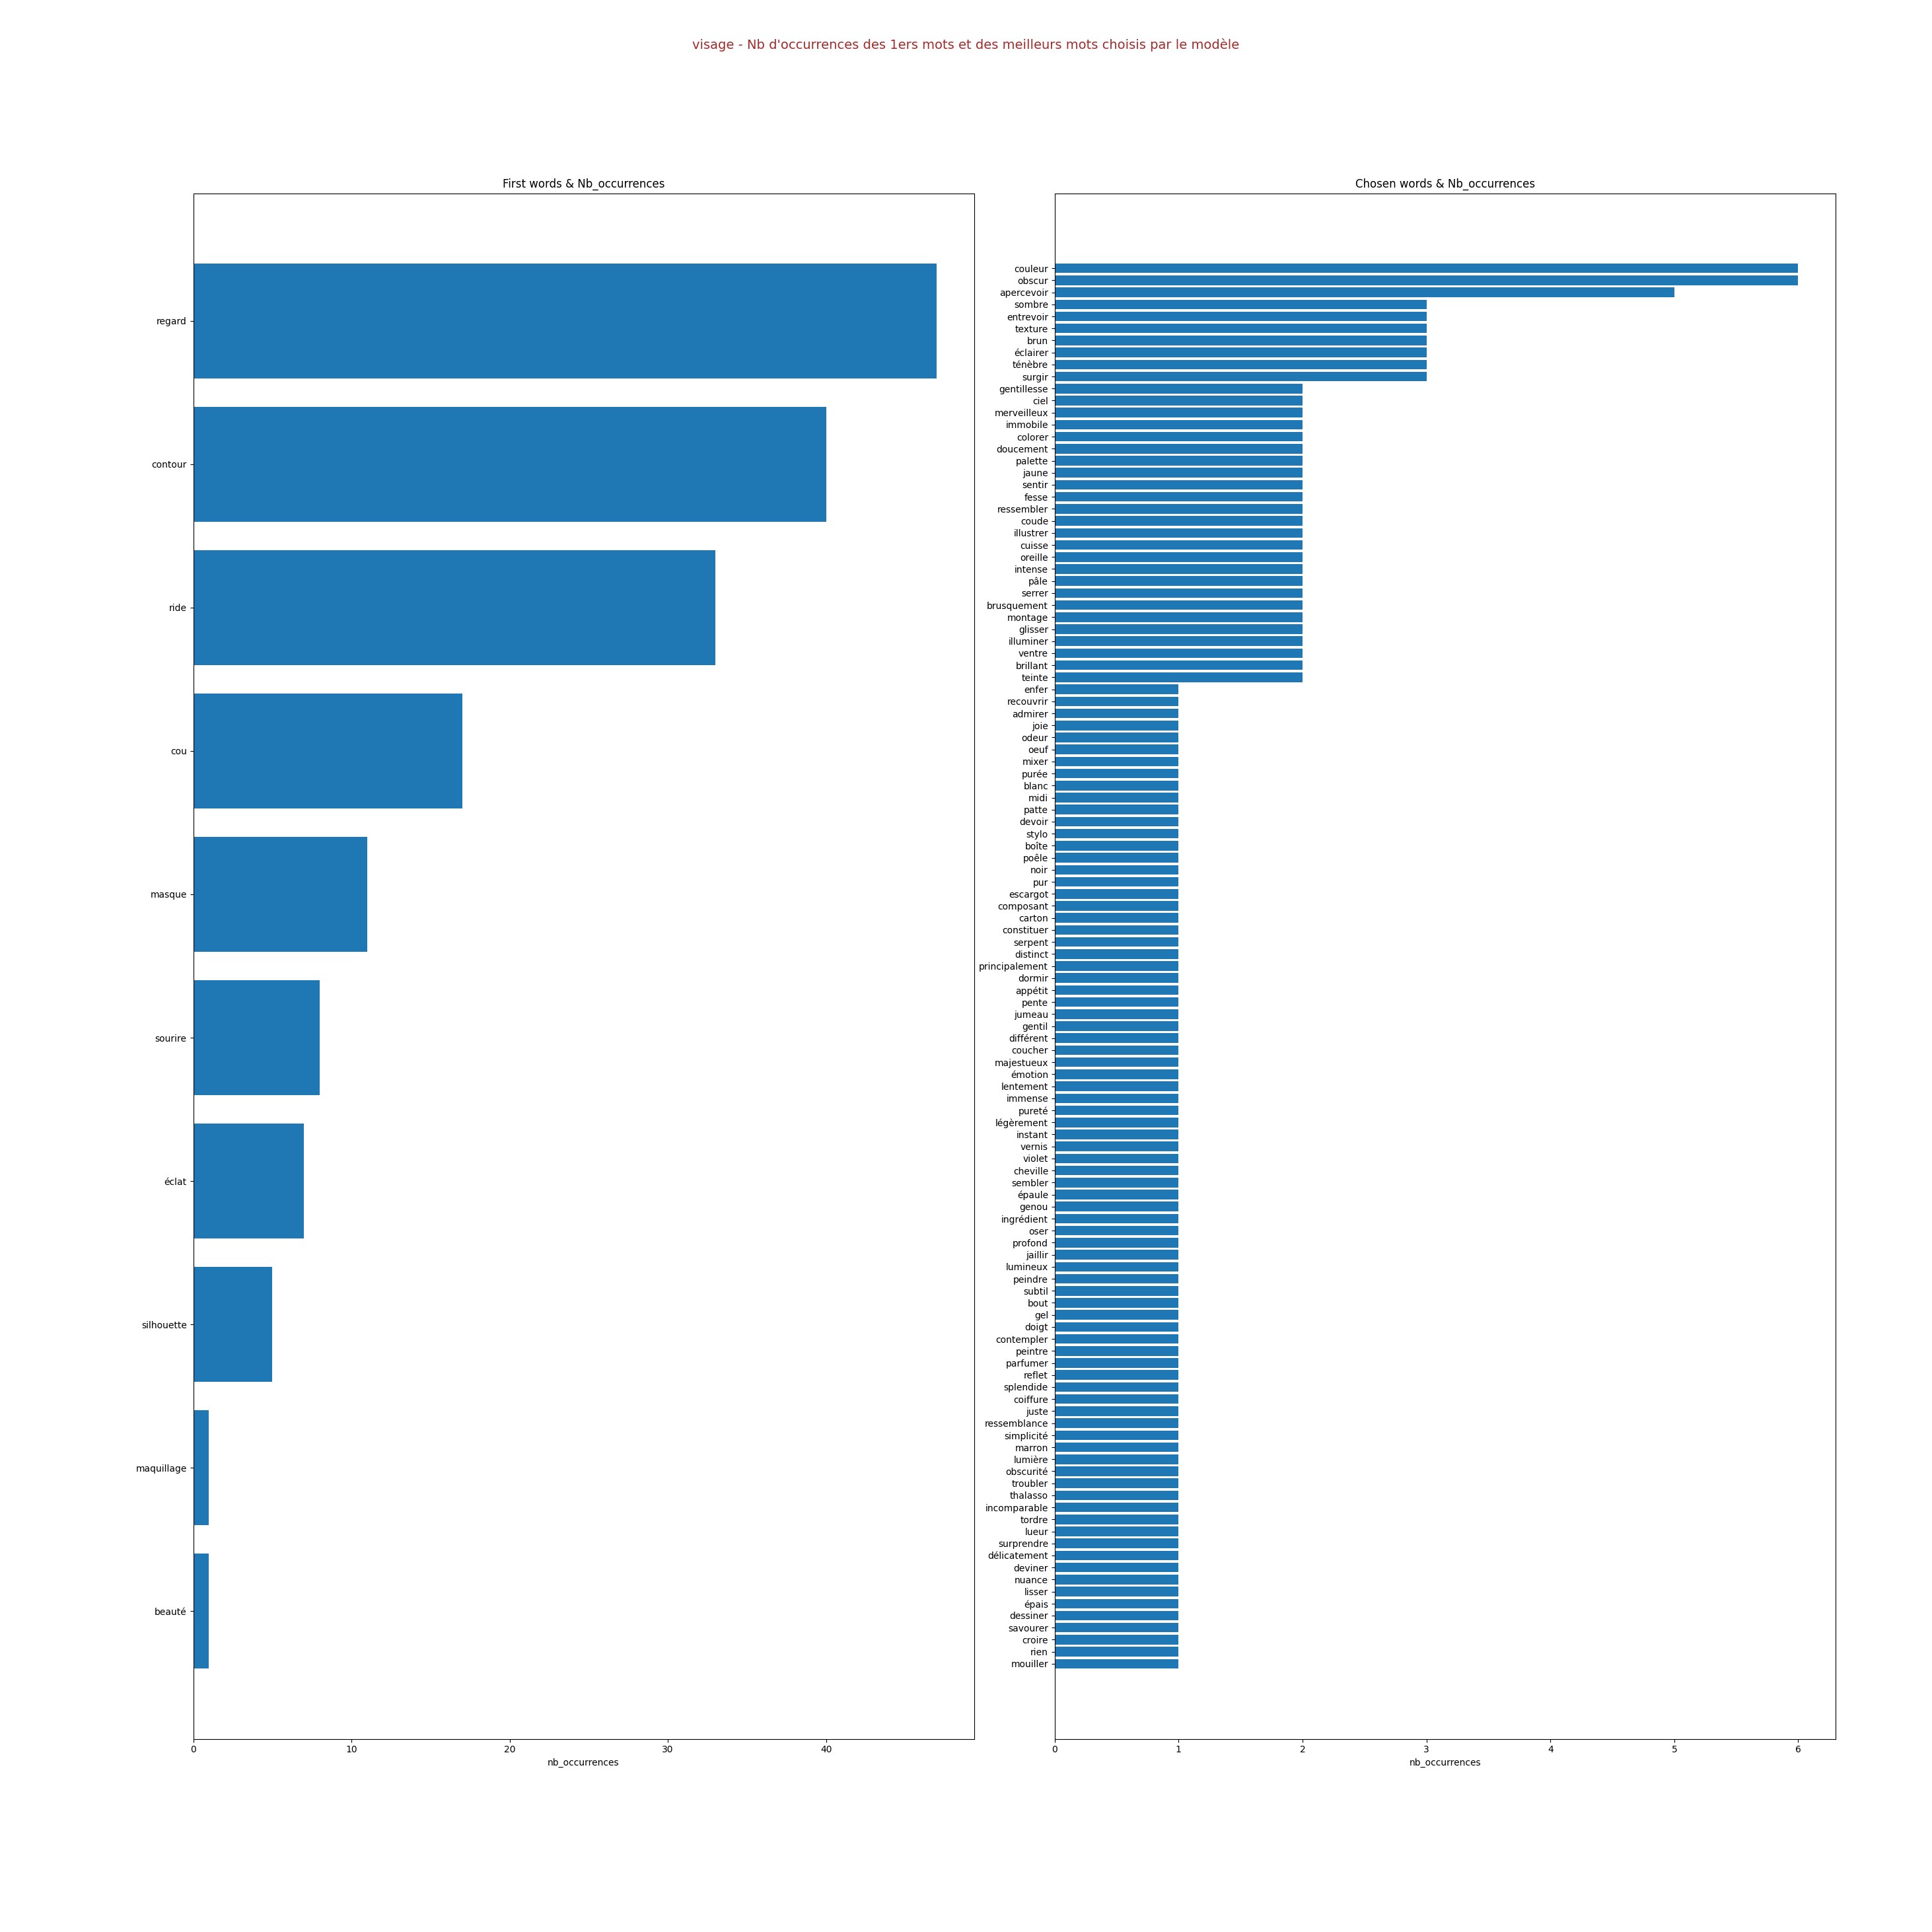 visage - Nb d'occurrences des 1ers mots et des meilleurs mots choisis par le modèle
First words & Nb_occurrences
regard
contour
ride
cou
masque
sourire
éclat
silhouette
maquillage
beauté
0 10 20 30 40
nb_occurrences
Chosen words & Nb_occurrences
couleur
obscur
apercevoir
sombre
entrevoir
texture
brun
éclairer
ténèbre
surgir
gentillesse
ciel
merveilleux
immobile
colorer
doucement
palette
jaune
sentir
fesse
ressembler
coude
illustrer
cuisse
oreille
intense
pâle
serrer
brusquement
montage
glisser
illuminer
ventre
brillant
teinte
enfer
recouvrir
admirer
joie
odeur
oeuf
mixer
purée
blanc
midi
patte
devoir
stylo
boîte
poêle
noir
pur
escargot
composant
carton
constituer
serpent
distinct
principalement
dormir
appétit
pente
jumeau
gentil
différent
coucher
majestueux
émotion
lentement
immense
pureté
légèrement
instant
vernis
violet
cheville
sembler
épaule
genou
ingrédient
oser
profond
jaillir
lumineux
peindre
subtil
bout
gel
doigt
contempler
peintre
parfumer
reflet
splendide
coiffure
juste
ressemblance
simplicité
marron
lumière
obscurité
troubler
thalasso
incomparable
tordre
lueur
surprendre
délicatement
deviner
nuance
lisser
épais
dessiner
savourer
croire
rien
mouiller
0 1 2 3 4 5 6
nb_occurrences